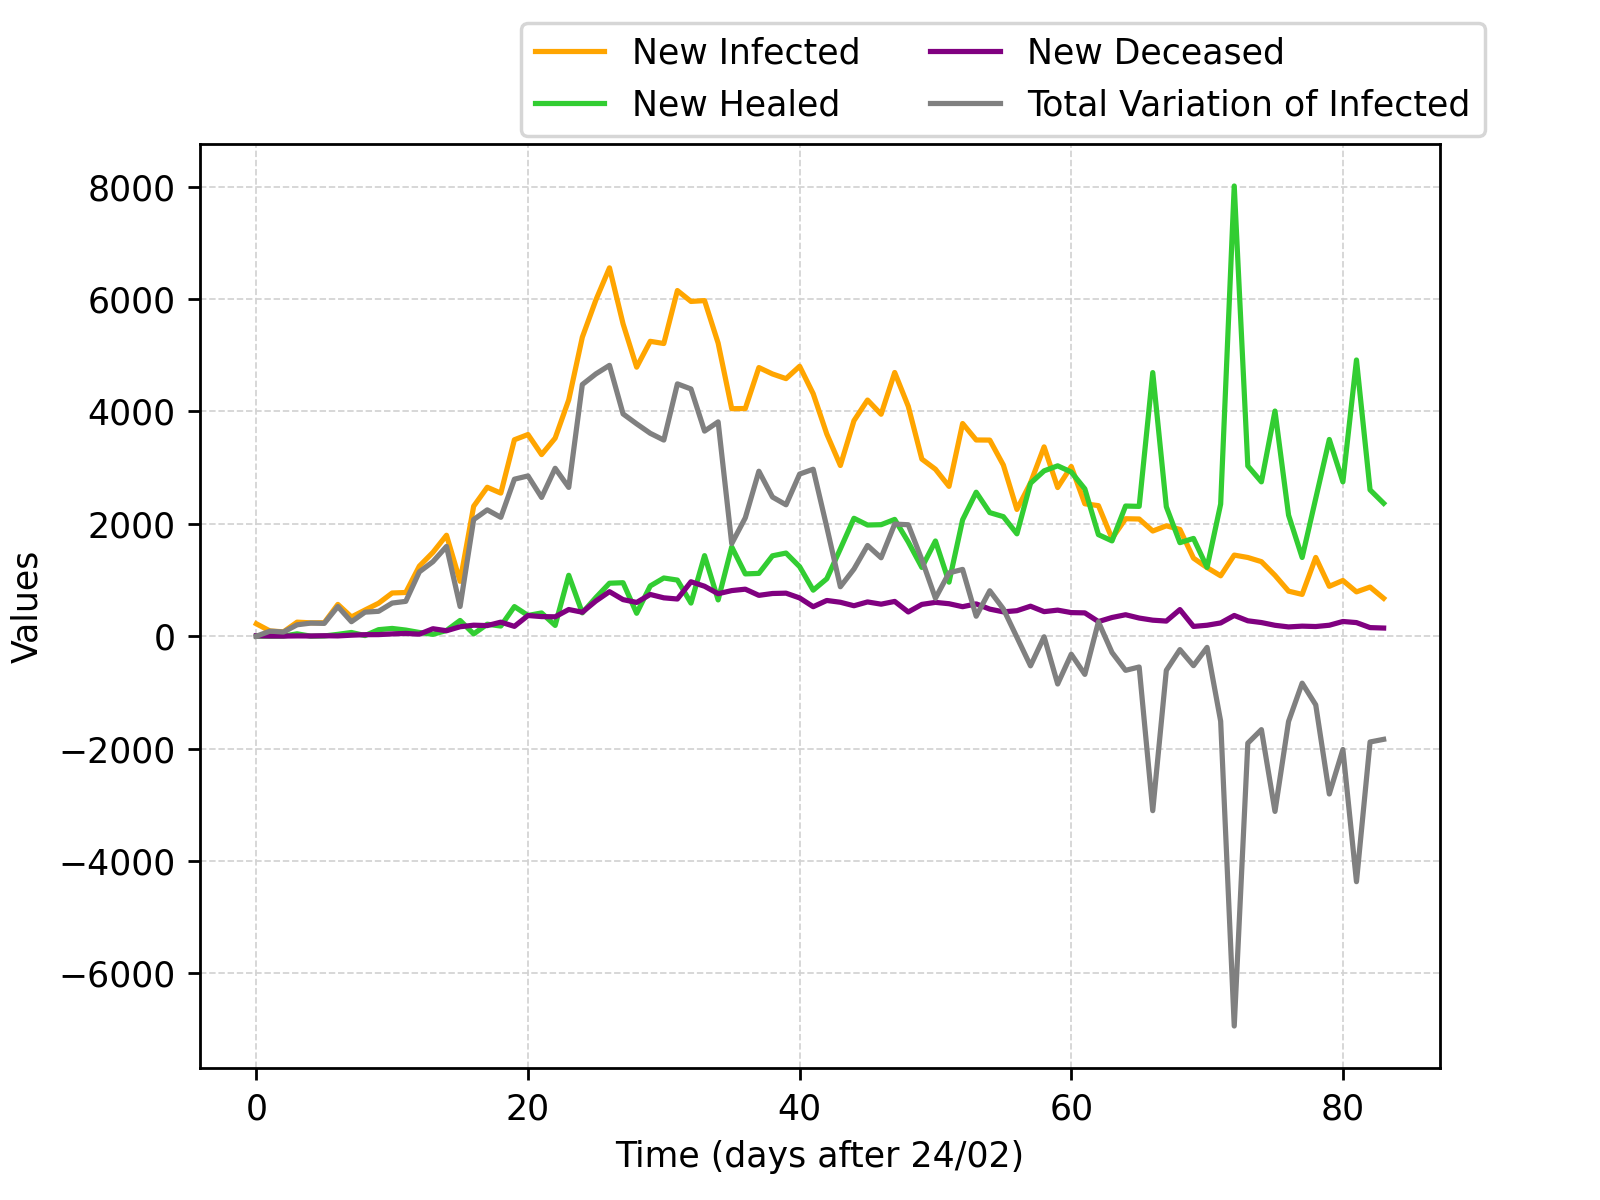 New Infected
New Healed
New Deceased
Total Variation of Infected
8000
6000
4000
2000
0
−2000
−4000
−6000
Values
0 20 40 60 80
Time (days after 24/02)